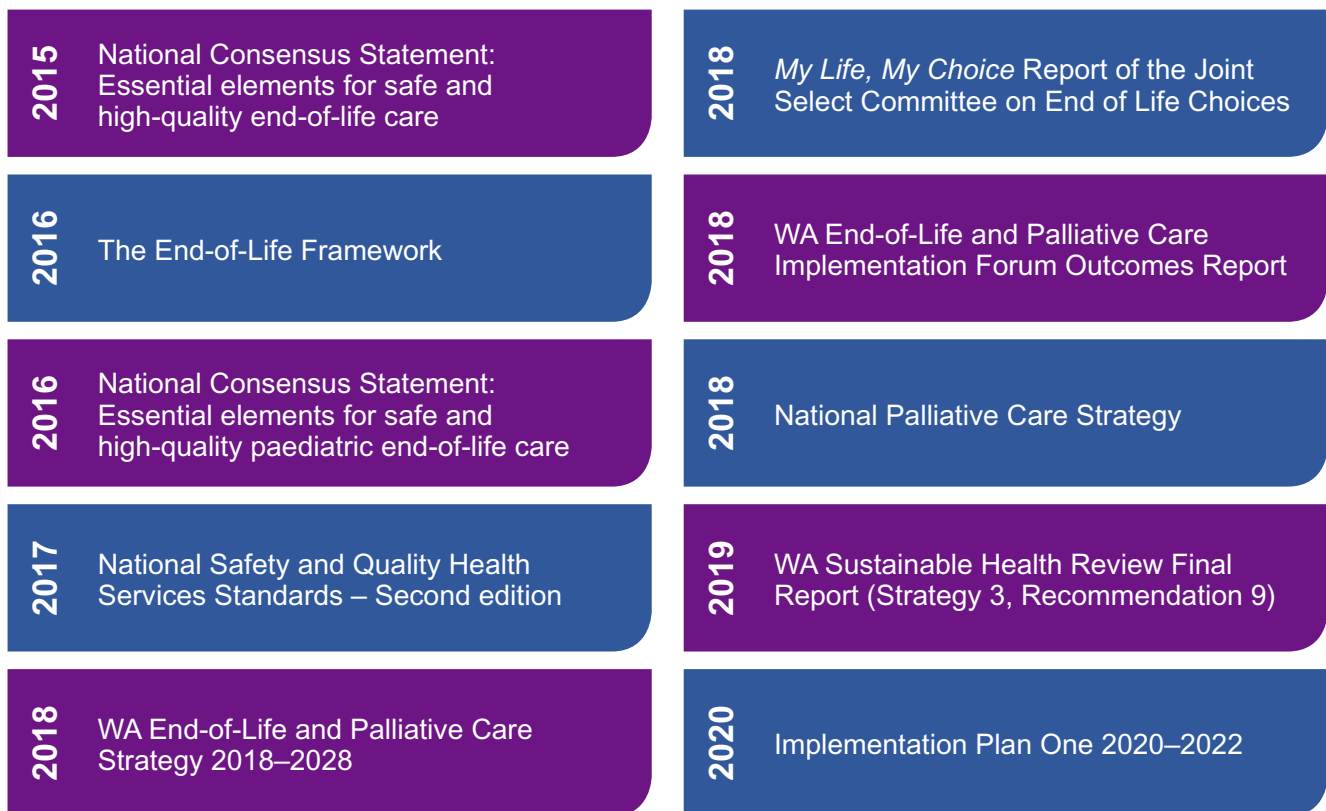 2015
National Consensus Statement:
Essential elements for safe and
high-quality end-of-life care
2016
The End-of-Life Framework
2016
National Consensus Statement:
Essential elements for safe and
high-quality paediatric end-of-life care
2017
National Safety and Quality Health
Services Standards – Second edition
2018
WA End-of-Life and Palliative Care
Strategy 2018–2028
2018
My Life, My Choice Report of the Joint
Select Committee on End of Life Choices
2018
WA End-of-Life and Palliative Care
Implementation Forum Outcomes Report
2018
National Palliative Care Strategy
2019
WA Sustainable Health Review Final
Report (Strategy 3, Recommendation 9)
2020
Implementation Plan One 2020–2022